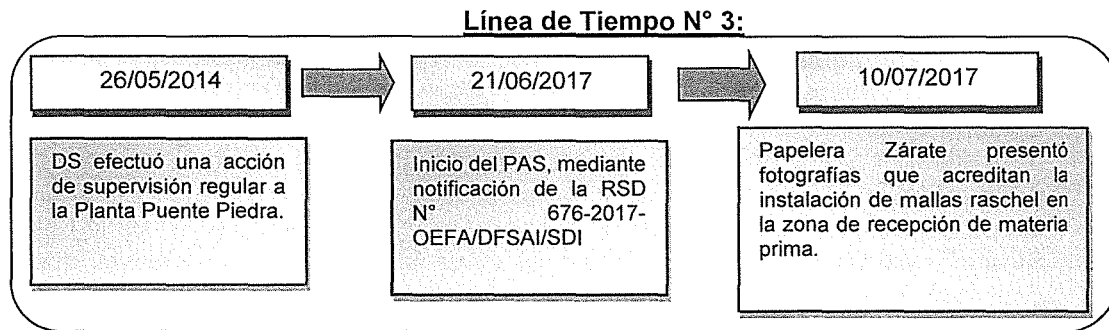 Línea de Tiempo N° 3:
26/05/2014
21/06/2017
10/07/2017
DS efectuó una acción
de supervisión regular a
la Planta Puente Piedra.
Inicio del PAS, mediante
notificación de la RSD
N° 676-2017-
OEFA/DFSAI/SDI
Papelera Zárate presentó
fotografías que acreditan la
instalación de mallas raschel en
la zona de recepción de materia
prima.